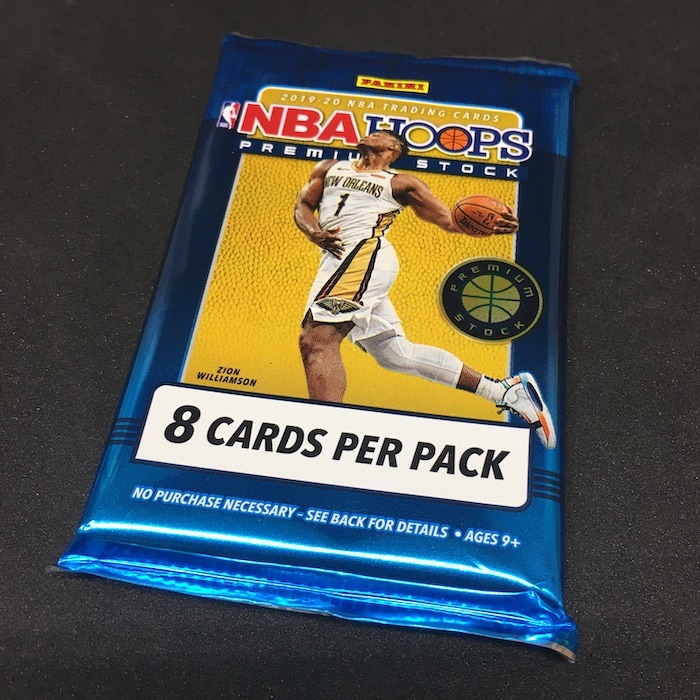 PANINI
2019-20 NBA TRADING CARDS
NBA HOOPS
PREMIUM STOCK
NEW ORLEANS
1
PREMIUM
STOCK
ZION
WILLIAMSON
8 CARDS PER PACK
NO PURCHASE NECESSARY – SEE BACK FOR DETAILS • AGES 9+